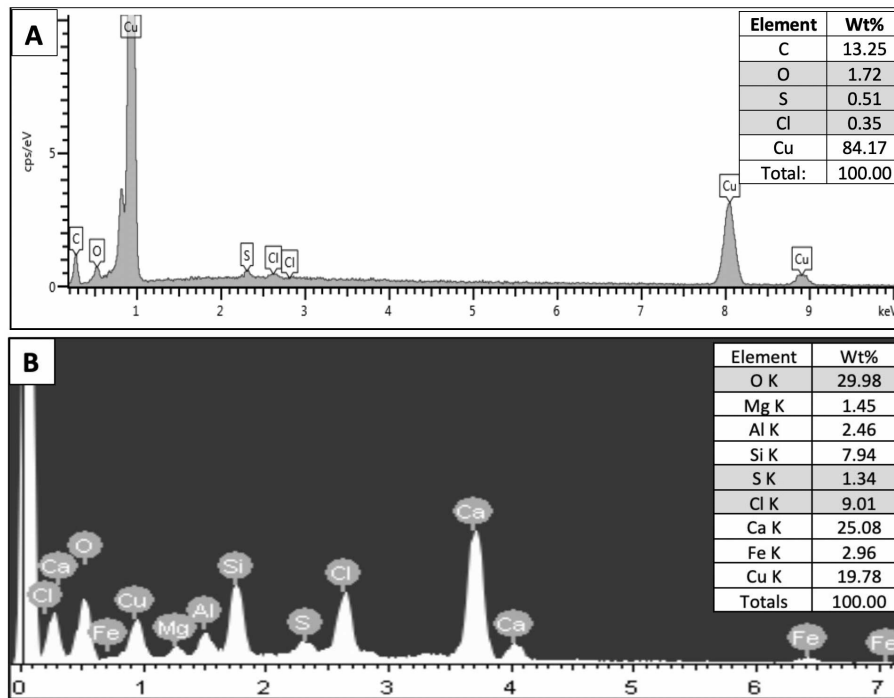 A
Cu
Element Wt%
C 13.25
O 1.72
S 0.51
Cl 0.35
Cu 84.17
Total: 100.00
cps/eV
5
0
C
O
S
Cl
Cl
Cu
Cu
1 2 3 4 5 6 7 8 9 keV
B
Element Wt%
O K 29.98
Mg K 1.45
Al K 2.46
Si K 7.94
S K 1.34
Cl K 9.01
Ca K 25.08
Fe K 2.96
Cu K 19.78
Totals 100.00
Cl
Ca
O
Fe
Cu
Mg
Al
Si
S
Cl
Ca
Ca
Fe
Fe
0 1 2 3 4 5 6 7